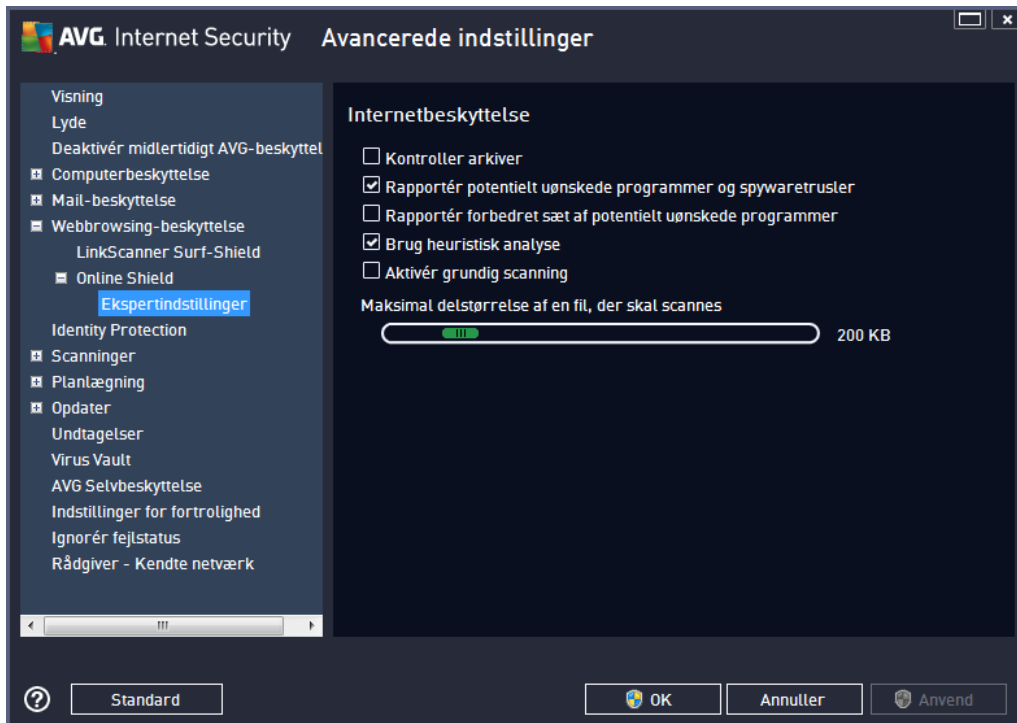 AVG. Internet Security Avancerede indstillinger
Visning
Lyde
Deaktivér midlertidigt AVG-beskyttel
Computerbeskyttelse
Mail-beskyttelse
Webbrowsing-beskyttelse
LinkScanner Surf-Shield
Online Shield
Ekspertindstillinger
Identity Protection
Scanninger
Planlægning
Opdater
Undtagelser
Virus Vault
AVG Selvbeskyttelse
Indstillinger for fortrolighed
Ignorér fejlstatus
Rådgiver - Kendte netværk
Internetbeskyttelse
Kontroller arkiver
Rapportér potentielt uønskede programmer og spywaretrusler
Rapportér forbedret sæt af potentielt uønskede programmer
Brug heuristisk analyse
Aktivér grundig scanning
Maksimal delstørrelse af en fil, der skal scannes
200 KB
Standard
OK
Annuller
Anvend